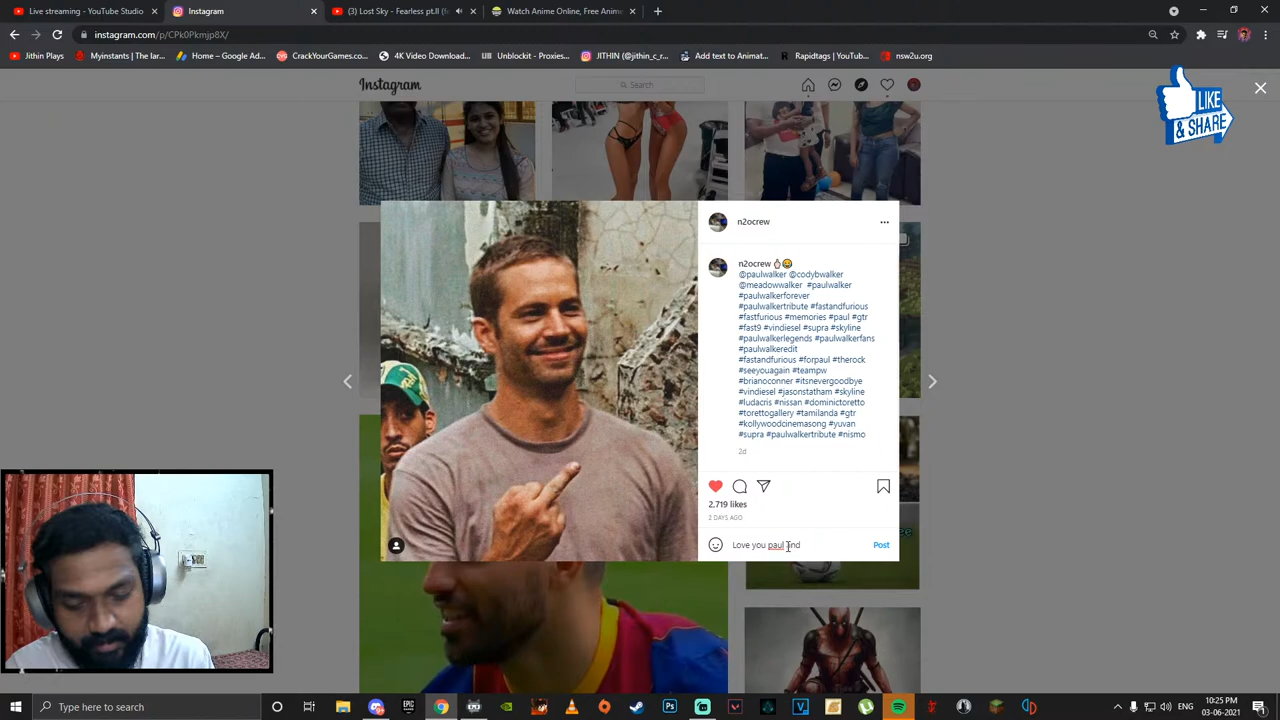 Live streaming - YouTube Studio
Instagram
(3) Lost Sky - Fearless pt.II (f
Watch Anime Online, Free Anime
instagram.com/p/CPk0Pkmjp8X/
Jithin Plays
Myinstants | The lar...
Home – Google Ad...
CrackYourGames.c...
4K Video Download...
Unblockit - Proxies...
JITHIN (@jithin_c_r...
Add text to Animat...
Rapidtags | YouTub...
nsw2u.org
Instagram
Search
LIKE
& SHARE
n2ocrew
n2ocrew
@paulwalker @codybwalker
@meadowwalker #paulwalker
#paulwalkerforever
#paulwalkertribute #fastandfurious
#fastfurious #memories #paul #gtr
#fast9 #vindiesel #supra #skyline
#paulwalkerlegends #paulwalkerfans
#paulwalkeredit
#fastandfurious #forpaul #therock
#seeyouagain #teampw
#brianoconner #itsnevergoodbye
#vindiesel #jasonstatham #skyline
#ludacris #nissan #dominictoretto
#torettogallery #tamilanda #gtr
#kollywoodcinemasong #yuvan
#supra #paulwalkertribute #nismo
2d
2,719 likes
2 DAYS AGO
Love you paul and
Post
Type here to search
ENG
10:25 PM
03-06-2021